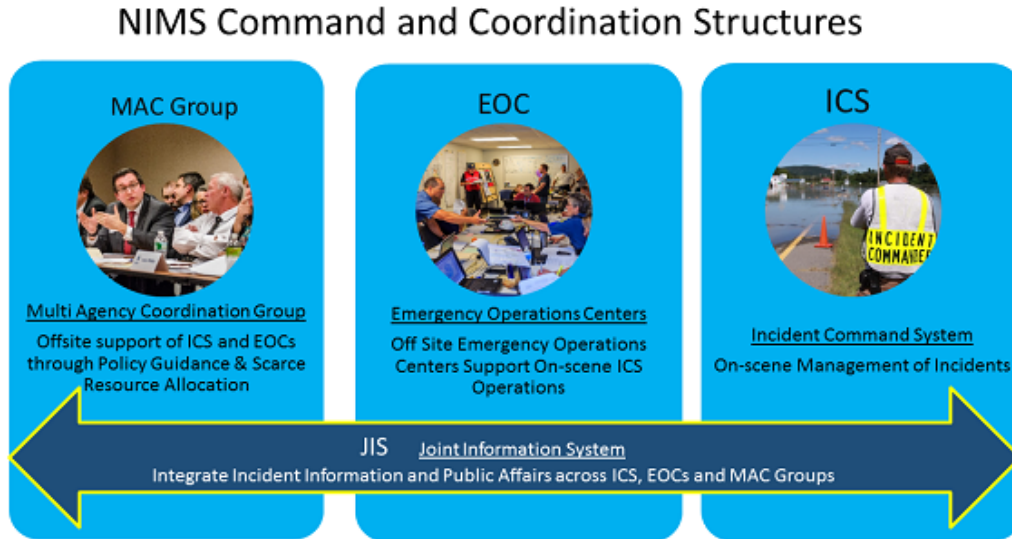 NIMS Command and Coordination Structures
MAC Group
Multi Agency Coordination Group
Offsite support of ICS and EOCs
through Policy Guidance & Scarce
Resource Allocation
EOC
Emergency Operations Centers
Off Site Emergency Operations
Centers Support On-scene ICS
Operations
ICS
INCIDENT
COMMANDER
Incident Command System
On-scene Management of Incidents
JIS Joint Information System
Integrate Incident Information and Public Affairs across ICS, EOCs and MAC Groups